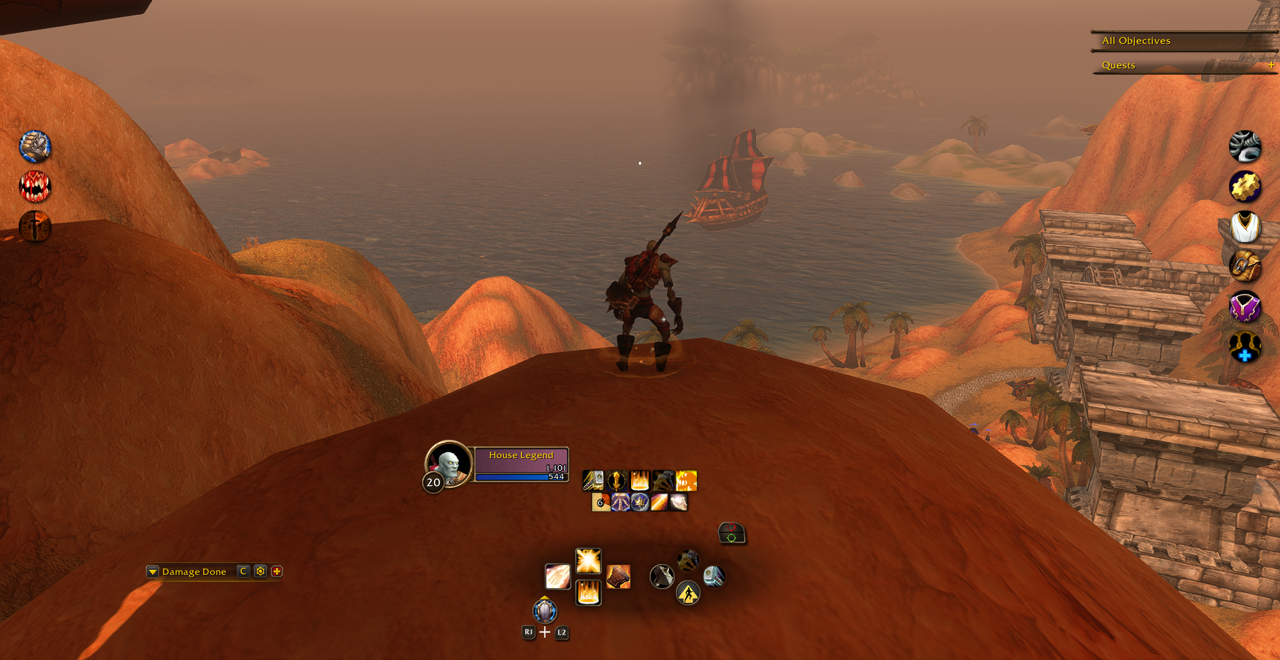 All Objectives
Quests
House Legend
1,101
544
20
Damage Done
C
R1
L2